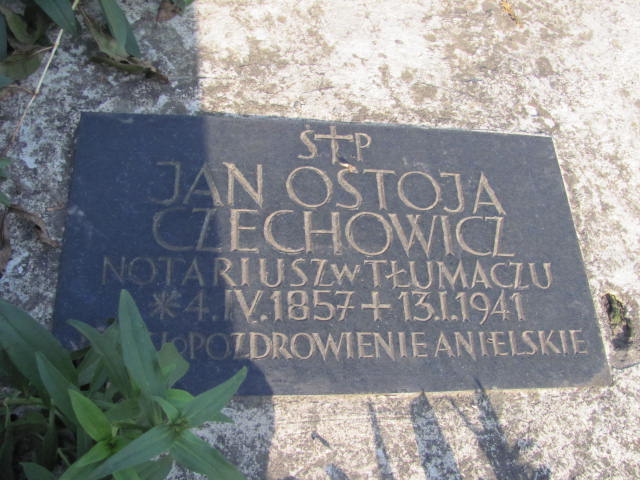 Ś†P
JAN OSTOJA
CZECHOWICZ
NOTARIUSZ W TŁUMACZU
* 4.IV.1857 + 13.I.1941
POZDROWIENIE ANIELSKIE